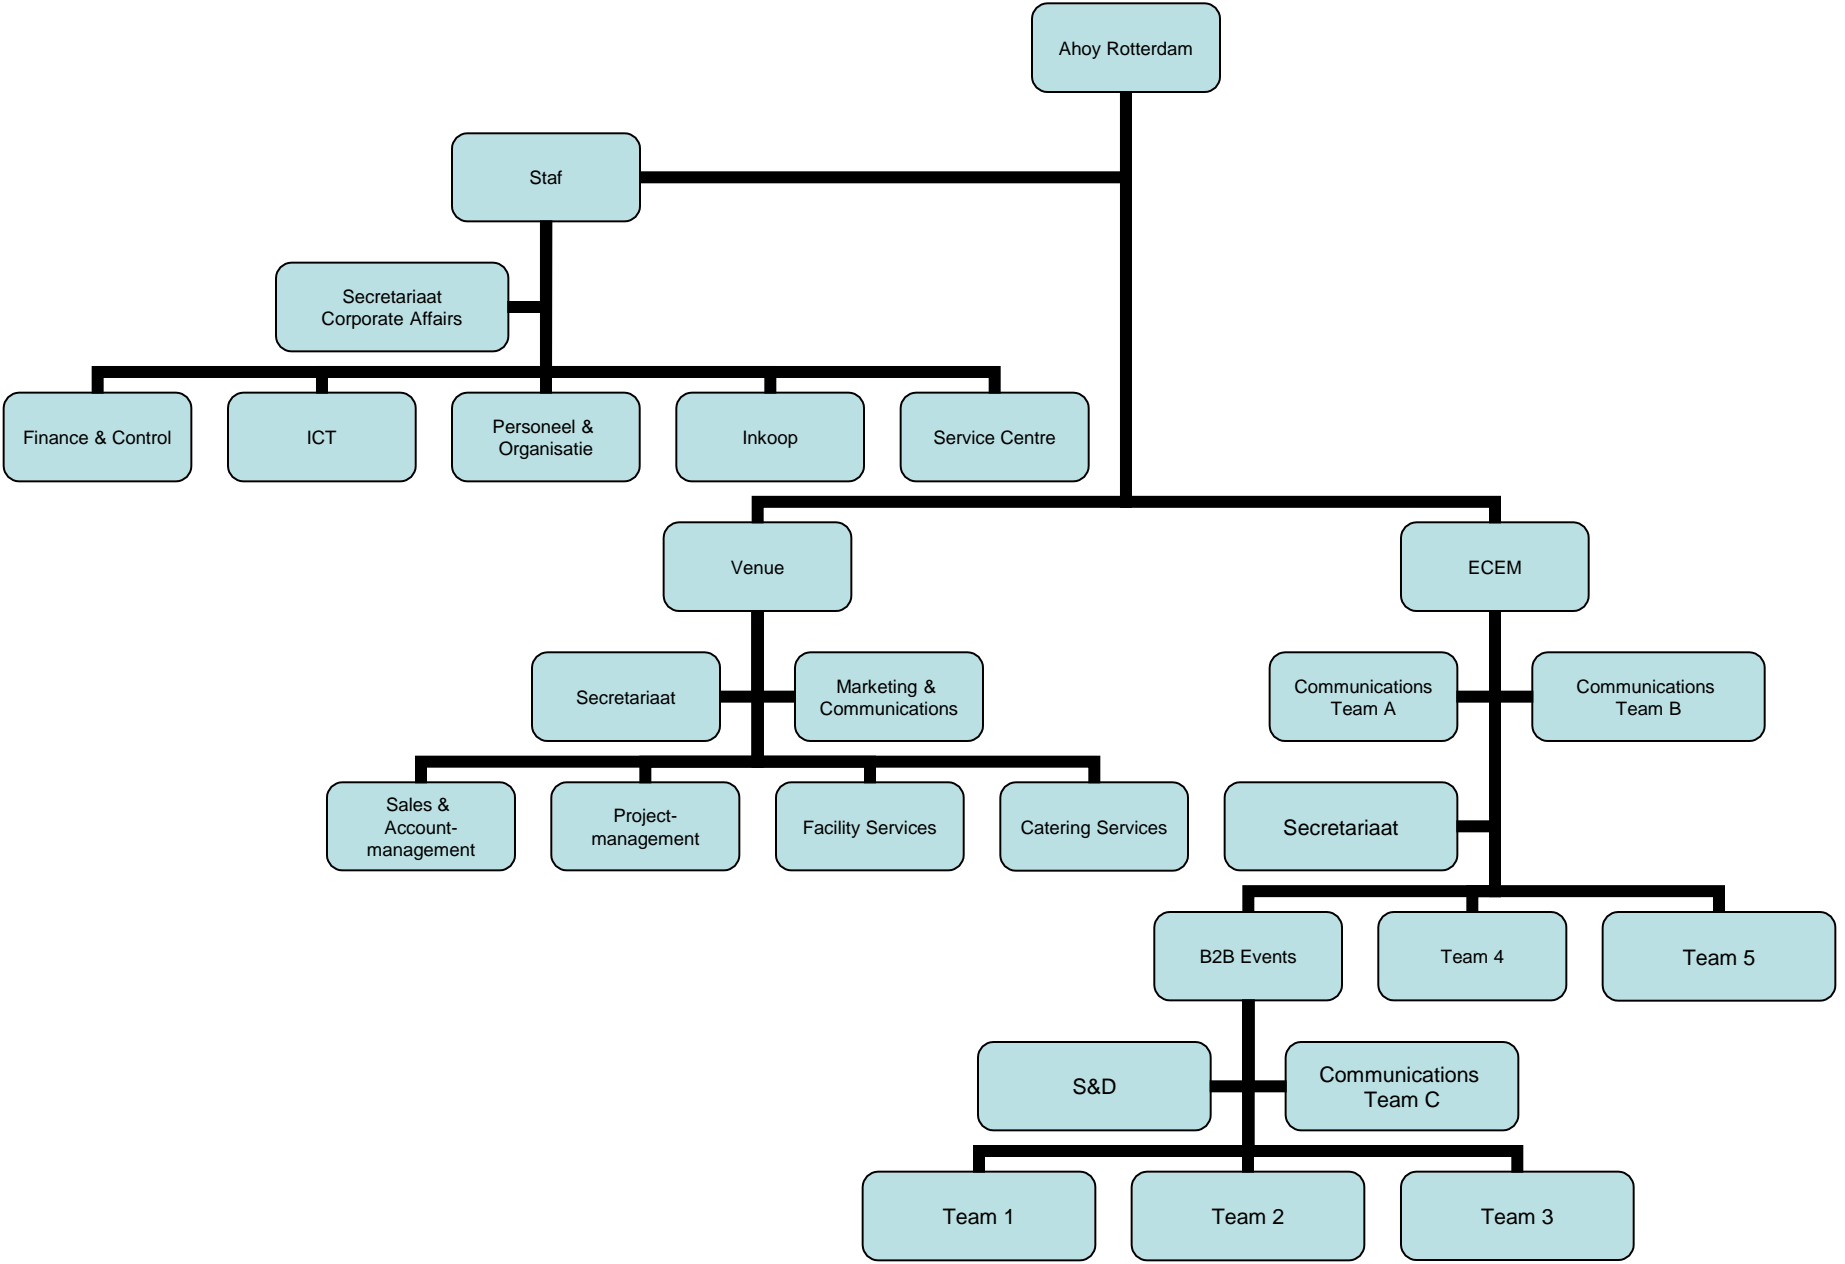 Ahoy Rotterdam
Staf
Secretariaat
Corporate Affairs
Finance & Control
ICT
Personeel &
Organisatie
Inkoop
Service Centre
Venue
ECEM
Secretariaat
Marketing &
Communications
Communications
Team A
Communications
Team B
Sales &
Account-
management
Project-
management
Facility Services
Catering Services
Secretariaat
B2B Events
Team 4
Team 5
S&D
Communications
Team C
Team 1
Team 2
Team 3